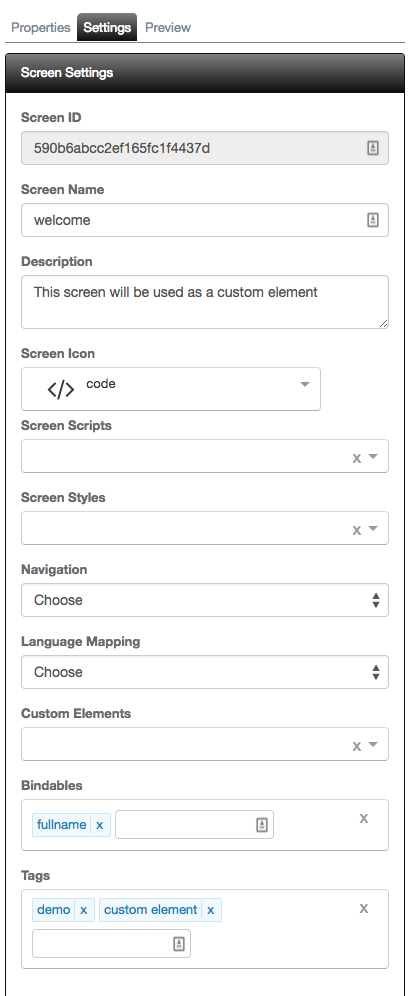 Properties Settings Preview
Screen Settings
Screen ID
590b6abcc2ef165fc1f4437d
Screen Name
welcome
Description
This screen will be used as a custom element
Screen Icon
</> code
Screen Scripts
x
Screen Styles
x
Navigation
Choose
Language Mapping
Choose
Custom Elements
x
Bindables
fullname x x
Tags
demo x custom element x x